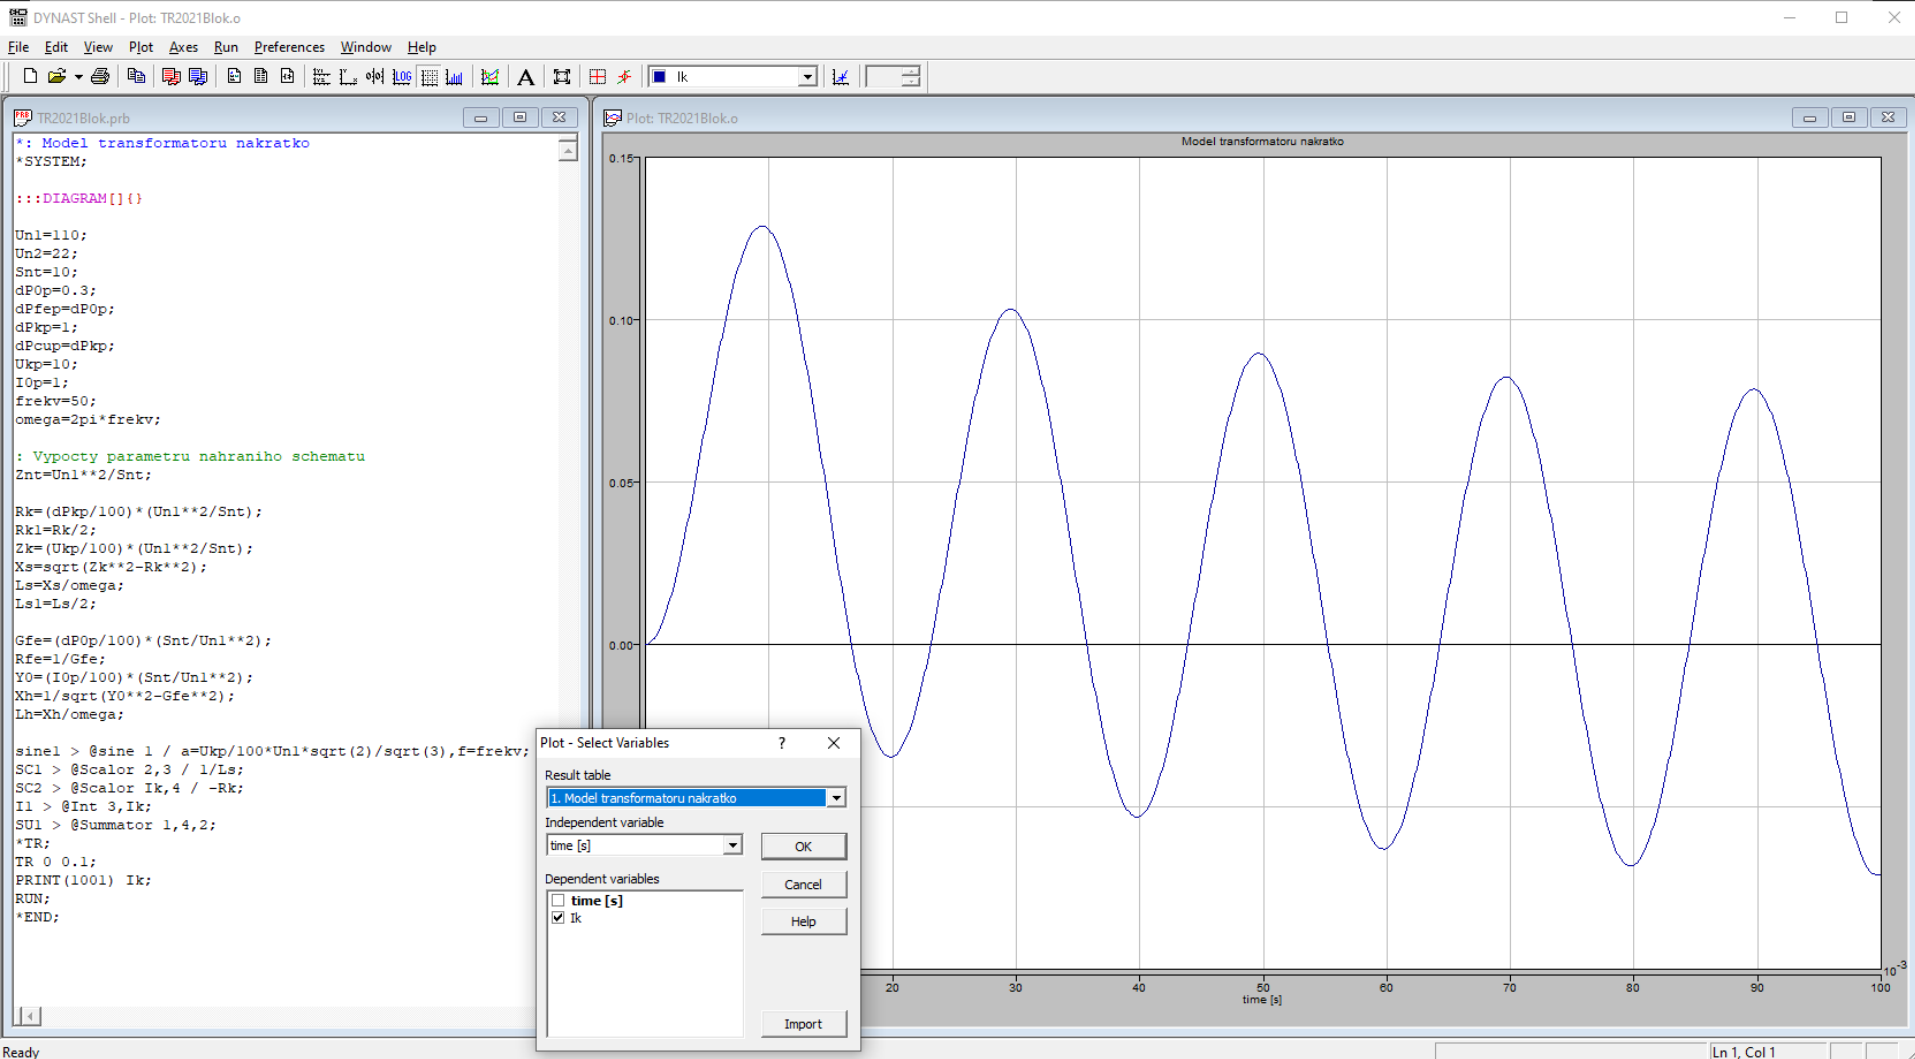 DYNAST Shell - Plot: TR2021Blok.o
File Edit View Plot Axes Run Preferences Window Help
LOG A Ik
PRB TR2021Blok.prb
*: Model transformatoru nakratko
*SYSTEM;
:::DIAGRAM[]{}
Un1=110;
Un2=22;
Snt=10;
dP0p=0.3;
dPfep=dP0p;
dPkp=1;
dPcup=dPkp;
Ukp=10;
I0p=1;
frekv=50;
omega=2pi*frekv;
: Vypocty parametru nahraniho schematu
Znt=Un1**2/Snt;
Rk=(dPkp/100)*(Un1**2/Snt);
Rk1=Rk/2;
Zk=(Ukp/100)*(Un1**2/Snt);
Xs=sqrt(Zk**2-Rk**2);
Ls=Xs/omega;
Ls1=Ls/2;
Gfe=(dP0p/100)*(Snt/Un1**2);
Rfe=1/Gfe;
Y0=(I0p/100)*(Snt/Un1**2);
Xh=1/sqrt(Y0**2-Gfe**2);
Lh=Xh/omega;
sine1 > @sine 1 / a=Ukp/100*Un1*sqrt(2)/sqrt(3),f=frekv;
SC1 > @Scalor 2,3 / 1/Ls;
SC2 > @Scalor Ik,4 / -Rk;
I1 > @Int 3,Ik;
SU1 > @Summator 1,4,2;
*TR;
TR 0 0.1;
PRINT(1001) Ik;
RUN;
*END;
Plot: TR2021Blok.o
Model transformatoru nakratko
0.15
0.10
0.05
0.00
20 30 40 50 60 70 80 90 100
10-3
time [s]
Plot - Select Variables ?
Result table
1. Model transformatoru nakratko
Independent variable
time [s]
OK
Dependent variables
Cancel
time [s]
Ik
Help
Import
Ready
Ln 1, Col 1